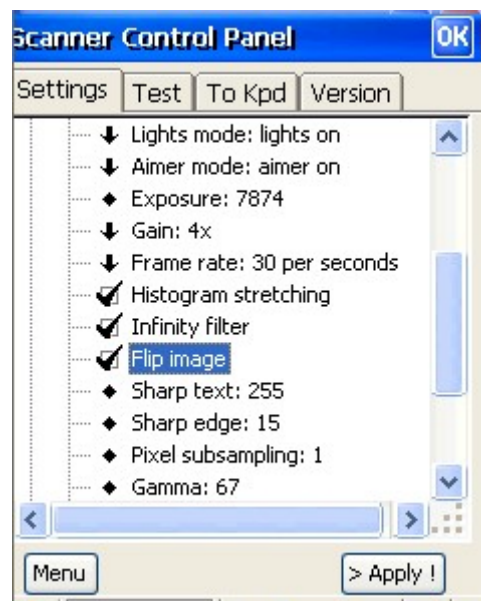 Scanner Control Panel OK
Settings Test To Kpd Version
Lights mode: lights on
Aimer mode: aimer on
Exposure: 7874
Gain: 4x
Frame rate: 30 per seconds
Histogram stretching
Infinity filter
Flip image
Sharp text: 255
Sharp edge: 15
Pixel subsampling: 1
Gamma: 67
Menu > Apply !